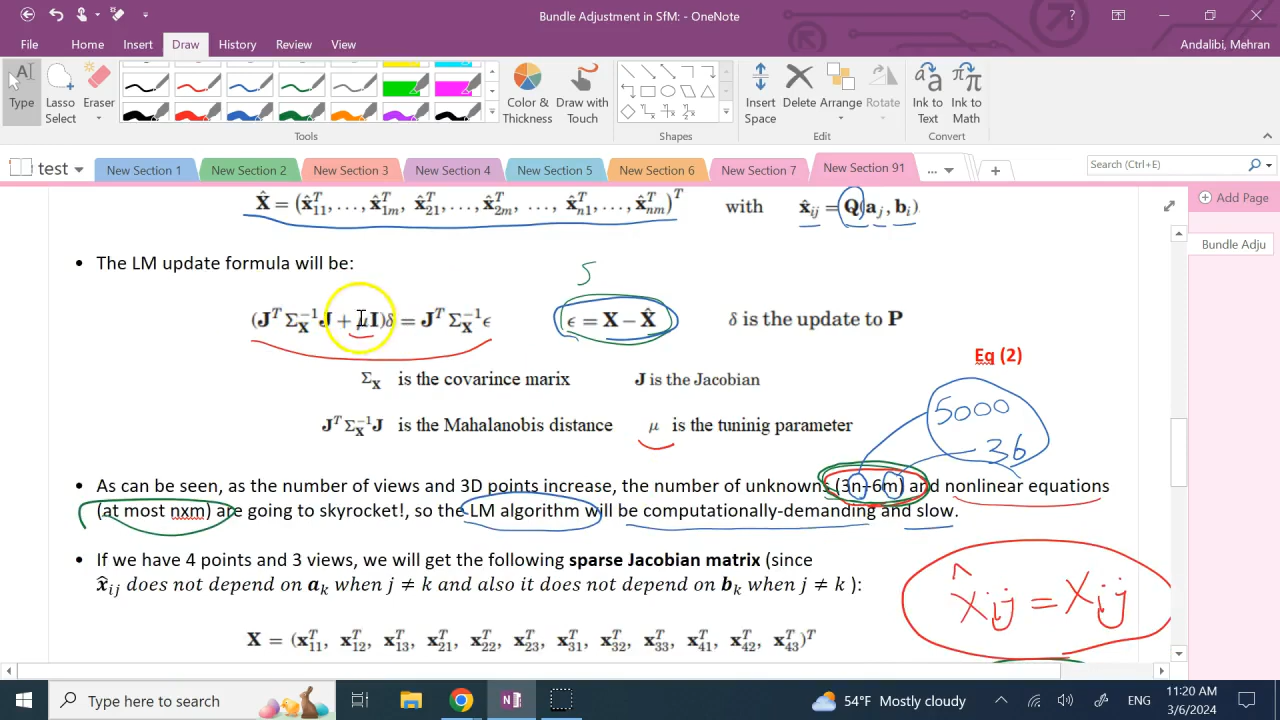 Bundle Adjustment in SfM: - OneNote
Andalibi, Mehran
File Home Insert Draw History Review View
Type
Lasso Select
Eraser
Color & Thickness
Draw with Touch
Insert Space
Delete
Arrange
Rotate
Ink to Text
Ink to Math
Tools Shapes Edit Convert
test New Section 1 New Section 2 New Section 3 New Section 4 New Section 5 New Section 6 New Section 7 New Section 91 ... Search (Ctrl+E)
Add Page
Bundle Adju
X̂ = (x̂₁₁ᵀ, …, x̂₁ₘᵀ, x̂₂₁ᵀ, …, x̂₂ₘᵀ, …, x̂ₙ₁ᵀ, …, x̂ₙₘᵀ)ᵀ with x̂ᵢⱼ = Q(aⱼ, bᵢ)
• The LM update formula will be:
5
(Jᵀ Σ_X⁻¹ J + μI)δ = Jᵀ Σ_X⁻¹ ϵ ϵ = X − X̂ δ is the update to P
Eq (2)
Σ_X is the covarince marix J is the Jacobian
5000
Jᵀ Σ_X⁻¹ J is the Mahalanobis distance μ is the tuninig parameter
36
• As can be seen, as the number of views and 3D points increase, the number of unknowns (3n+6m) and nonlinear equations
(at most nxm) are going to skyrocket!, so the LM algorithm will be computationally-demanding and slow.
• If we have 4 points and 3 views, we will get the following sparse Jacobian matrix (since
x̂ᵢⱼ does not depend on aₖ when j ≠ k and also it does not depend on bₖ when j ≠ k ):
x̂ij = xij
X = (x₁₁ᵀ, x₁₂ᵀ, x₁₃ᵀ, x₂₁ᵀ, x₂₂ᵀ, x₂₃ᵀ, x₃₁ᵀ, x₃₂ᵀ, x₃₃ᵀ, x₄₁ᵀ, x₄₂ᵀ, x₄₃ᵀ)ᵀ
Type here to search
54°F Mostly cloudy
ENG
11:20 AM
3/6/2024